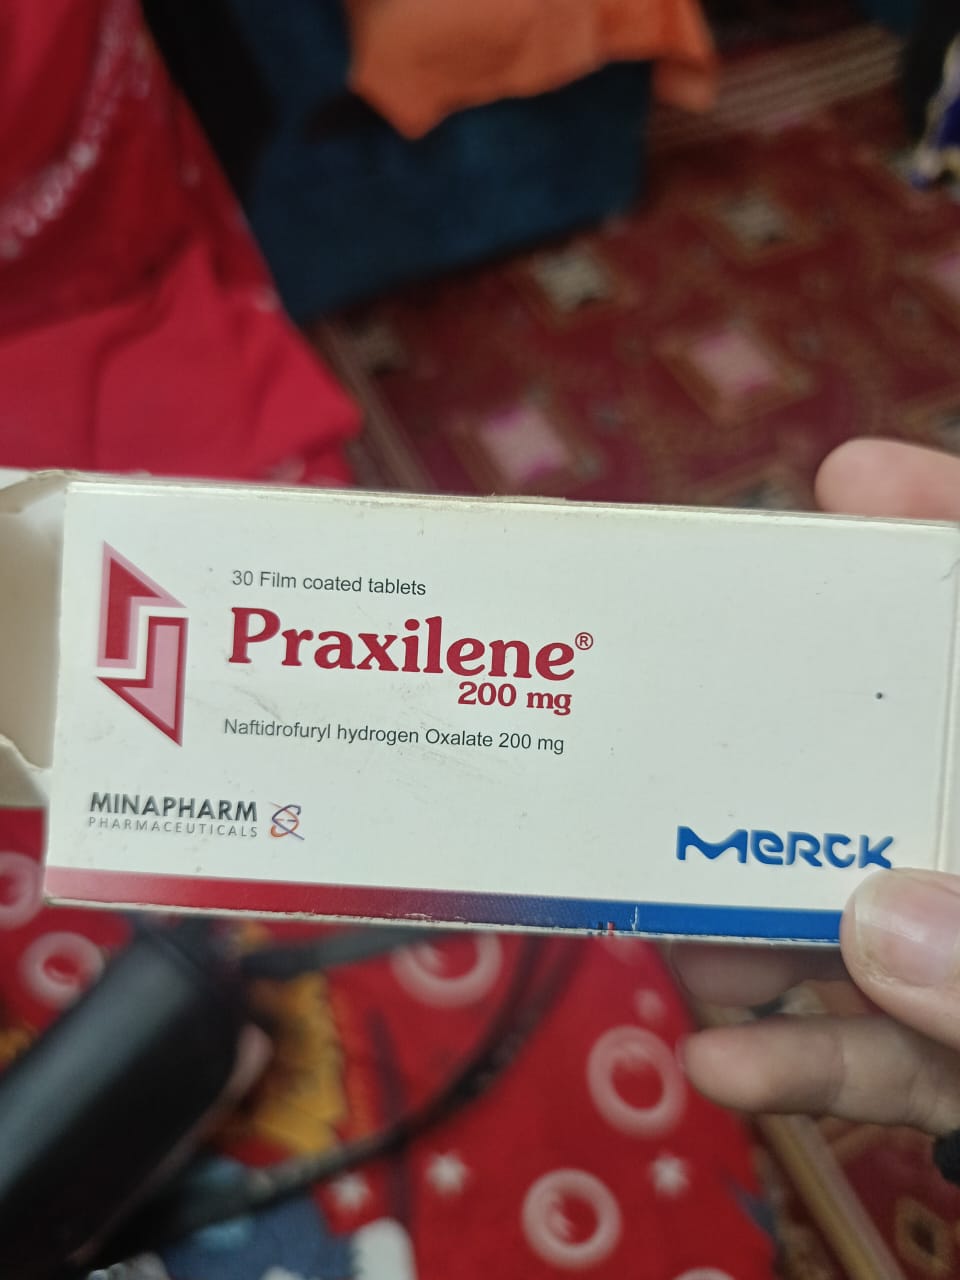 30 Film coated tablets
Praxilene®
200 mg
Naftidrofuryl hydrogen Oxalate 200 mg
MINAPHARM
PHARMACEUTICALS
MERCK